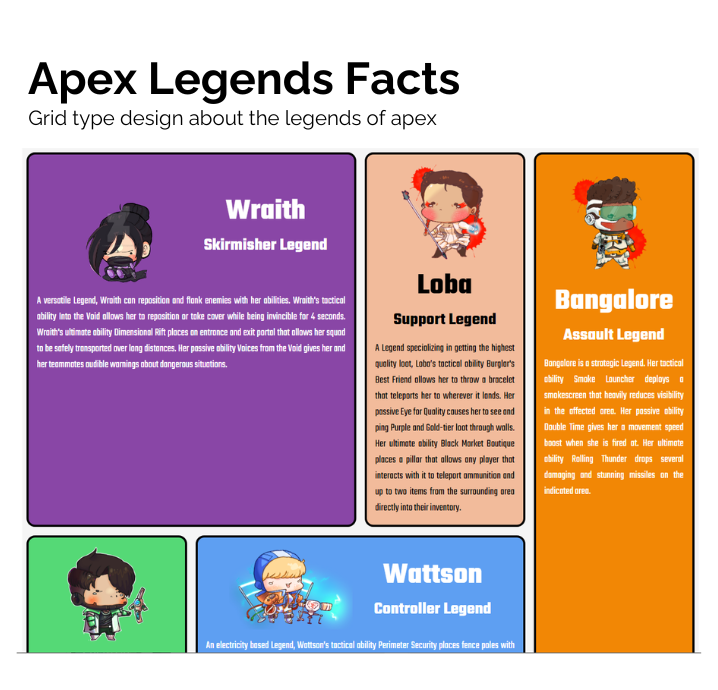 Apex Legends Facts
Grid type design about the legends of apex
Wraith
Skirmisher Legend
A versatile Legend, Wraith can reposition and flank enemies with her abilities. Wraith's tactical
ability Into the Void allows her to reposition or take cover while being invincible for 4 seconds.
Wraith's ultimate ability Dimensional Rift places an entrance and exit portal that allows her squad
to be safely transported over long distances. Her passive ability Voices from the Void gives her and
her teammates audible warnings about dangerous situations.
Loba
Support Legend
A Legend specializing in getting the highest
quality loot, Loba's tactical ability Burglar's
Best Friend allows her to throw a bracelet
that teleports her to wherever it lands. Her
passive Eye for Quality causes her to see and
ping Purple and Gold-tier loot through walls.
Her ultimate ability Black Market Boutique
places a pillar that allows any player that
interacts with it to teleport ammunition and
up to two items from the surrounding area
directly into their inventory.
Bangalore
Assault Legend
Bangalore is a strategic Legend. Her tactical
ability Smoke Launcher deploys a
smokescreen that heavily reduces visibility
in the affected area. Her passive ability
Double Time gives her a movement speed
boost when she is fired at. Her ultimate
ability Rolling Thunder drops several
damaging and stunning missiles on the
indicated area.
Wattson
Controller Legend
An electricity based Legend, Wattson's tactical ability Perimeter Security places fence poles with